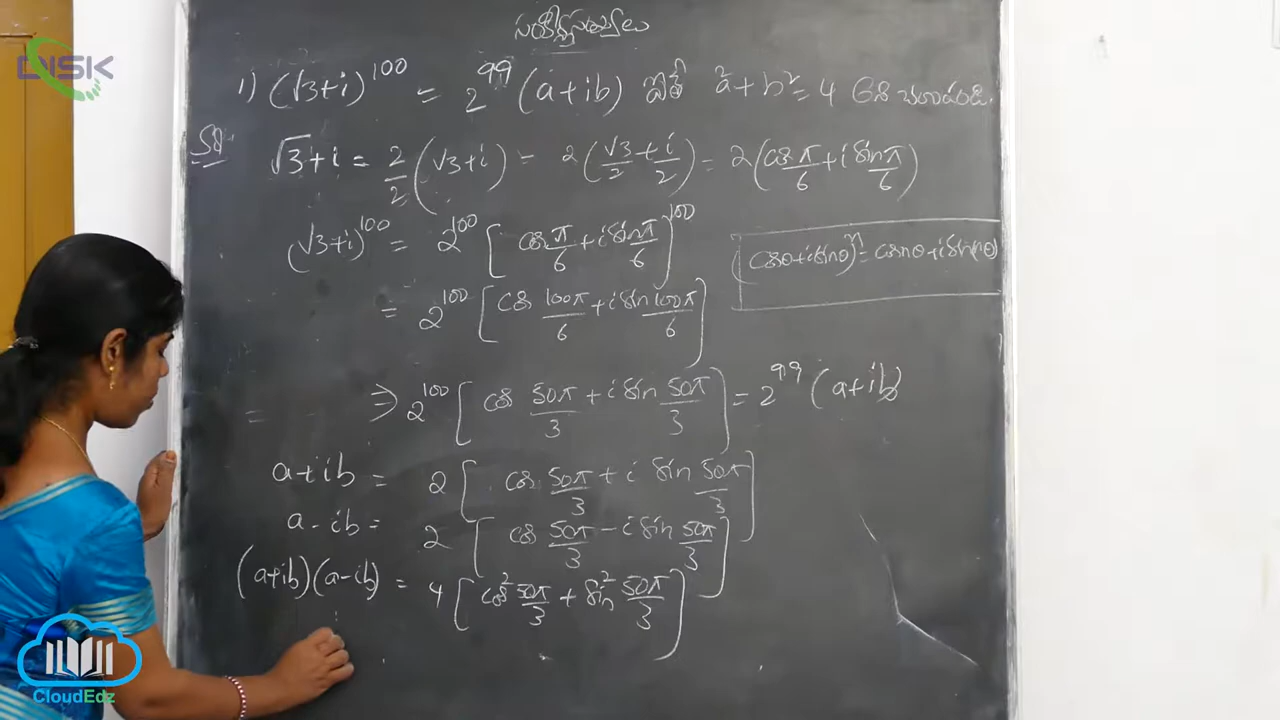 సంకీర్ణసంఖ్యలు
1) (√3+i)^100 = 2^99 (a+ib) అయితే a²+b²=4 అని చూపండి.
Sol √3+i = 2/2 (√3+i) = 2(√3/2+i/2) = 2(cos π/6 + i sin π/6)
(√3+i)^100 = 2^100 [cos π/6 + i sin π/6]^100
(cosθ+i sinθ)^n = cos nθ+i sin nθ
= 2^100 [cos 100π/6 + i sin 100π/6]
= ⇒ 2^100 [cos 50π/3 + i sin 50π/3] = 2^99 (a+ib)
a+ib = 2[cos 50π/3 + i sin 50π/3]
a-ib = 2[cos 50π/3 - i sin 50π/3]
(a+ib)(a-ib) = 4[cos² 50π/3 + sin² 50π/3]
CloudEdz